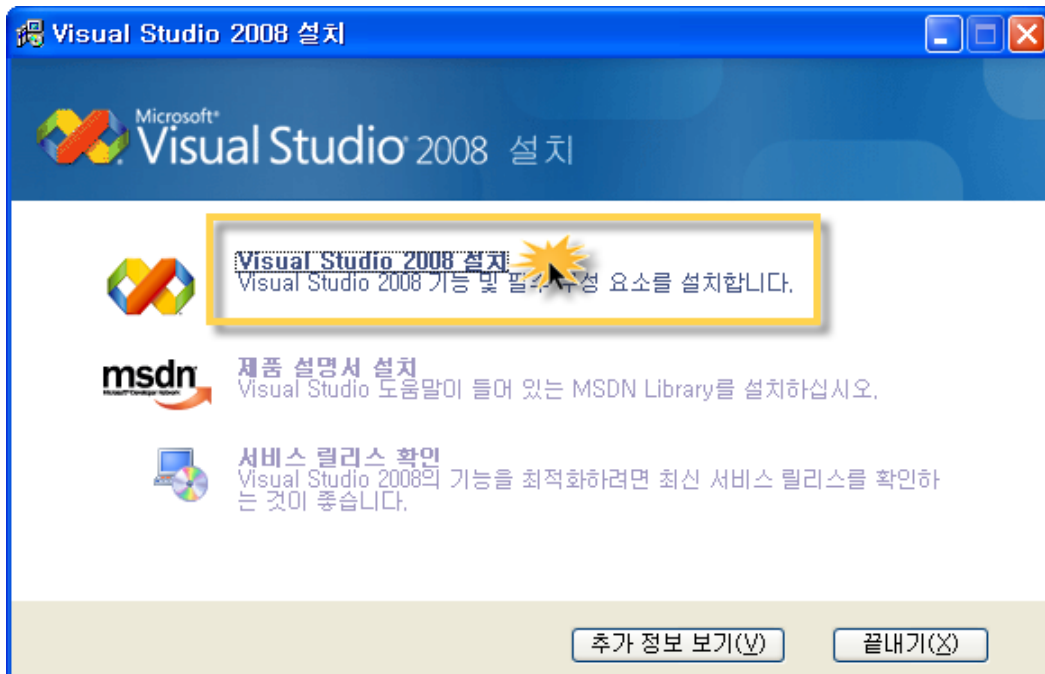 Visual Studio 2008 설치
Microsoft®
Visual Studio® 2008 설치
Visual Studio 2008 설치
Visual Studio 2008 기능 및 요소를 설치합니다.
msdn
제품 설명서 설치
Visual Studio 도움말이 들어 있는 MSDN Library를 설치하십시오.
서비스 릴리스 확인
Visual Studio 2008의 기능을 최적화하려면 최신 서비스 릴리스를 확인하
는 것이 좋습니다.
추가 정보 보기(V)
끝내기(X)